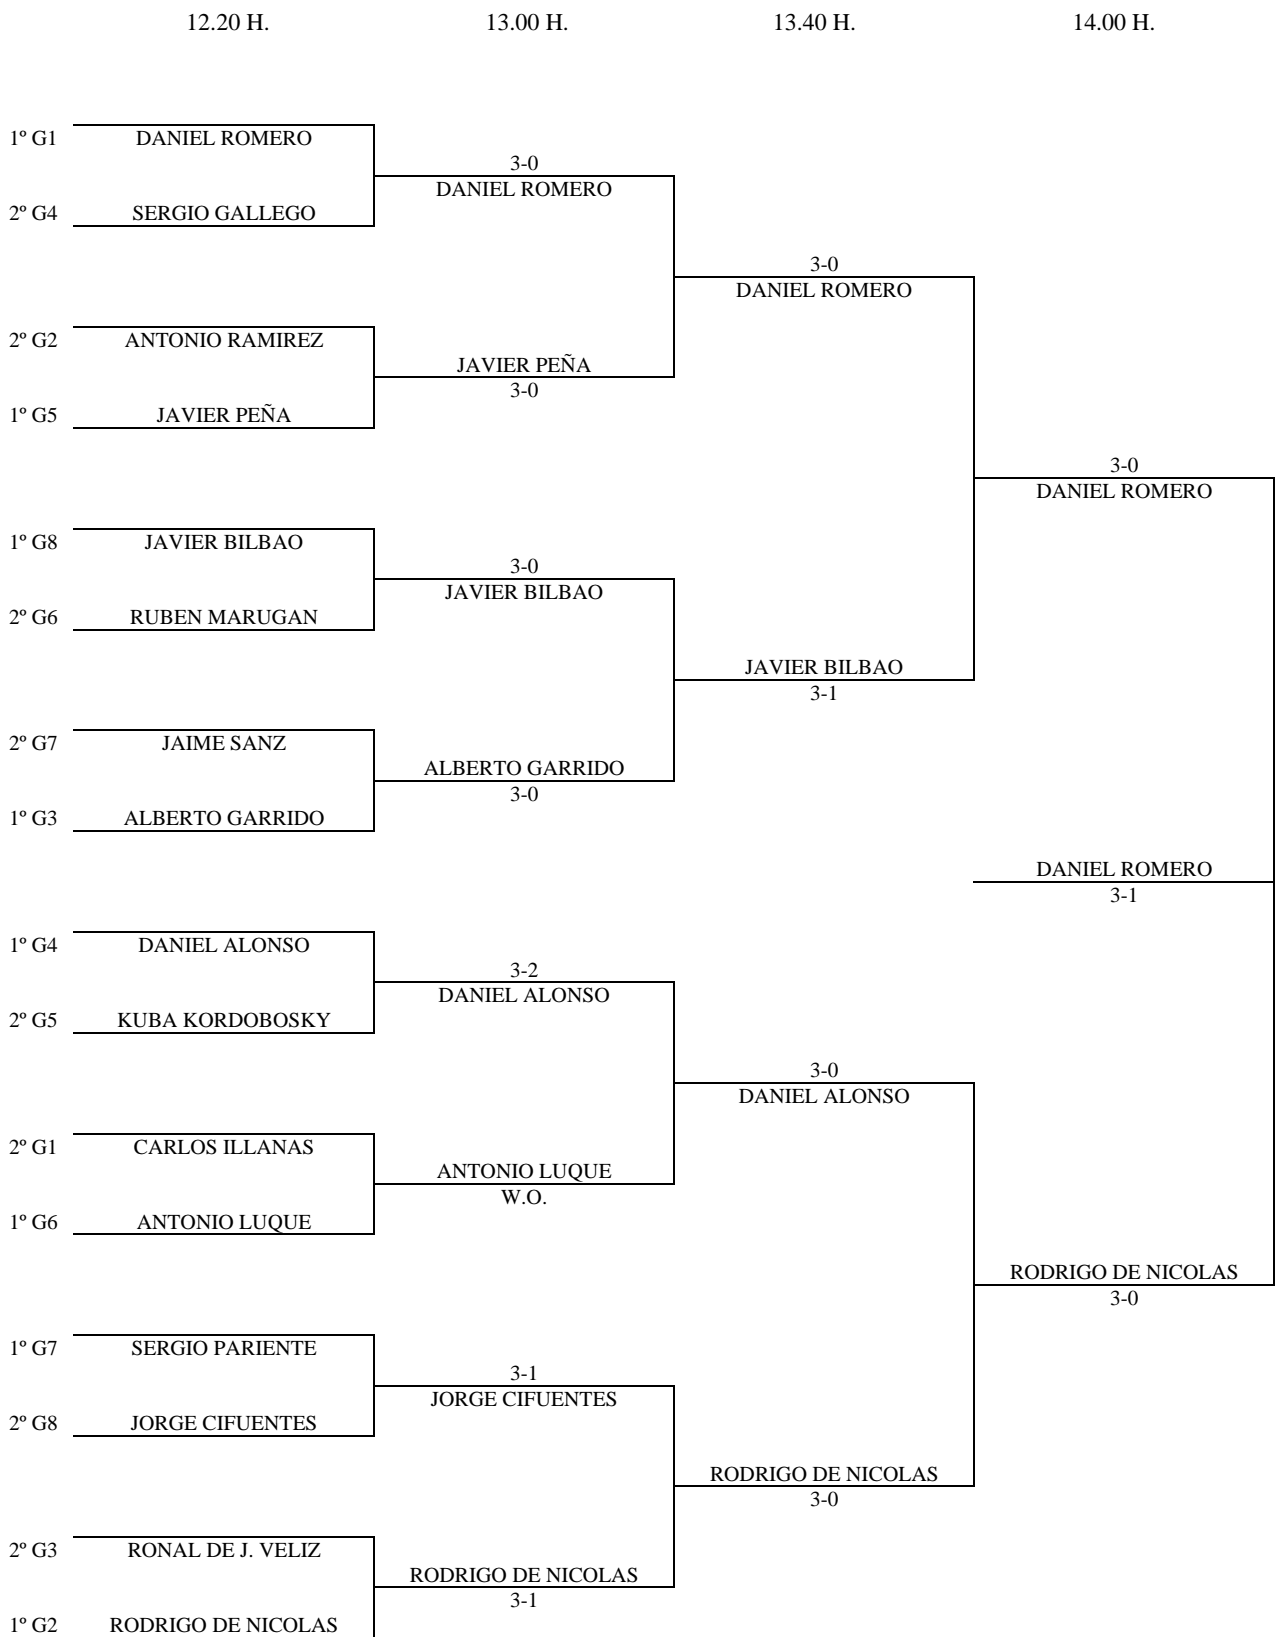 12.20 H. 13.00 H. 13.40 H. 14.00 H.
1º G1 DANIEL ROMERO
3-0
DANIEL ROMERO
2º G4 SERGIO GALLEGO
3-0
DANIEL ROMERO
2º G2 ANTONIO RAMIREZ
JAVIER PEÑA
3-0
1º G5 JAVIER PEÑA
3-0
DANIEL ROMERO
1º G8 JAVIER BILBAO
3-0
JAVIER BILBAO
2º G6 RUBEN MARUGAN
JAVIER BILBAO
3-1
2º G7 JAIME SANZ
ALBERTO GARRIDO
3-0
1º G3 ALBERTO GARRIDO
DANIEL ROMERO
3-1
1º G4 DANIEL ALONSO
3-2
DANIEL ALONSO
2º G5 KUBA KORDOBOSKY
3-0
DANIEL ALONSO
2º G1 CARLOS ILLANAS
ANTONIO LUQUE
W.O.
1º G6 ANTONIO LUQUE
RODRIGO DE NICOLAS
3-0
1º G7 SERGIO PARIENTE
3-1
JORGE CIFUENTES
2º G8 JORGE CIFUENTES
RODRIGO DE NICOLAS
3-0
2º G3 RONAL DE J. VELIZ
RODRIGO DE NICOLAS
3-1
1º G2 RODRIGO DE NICOLAS